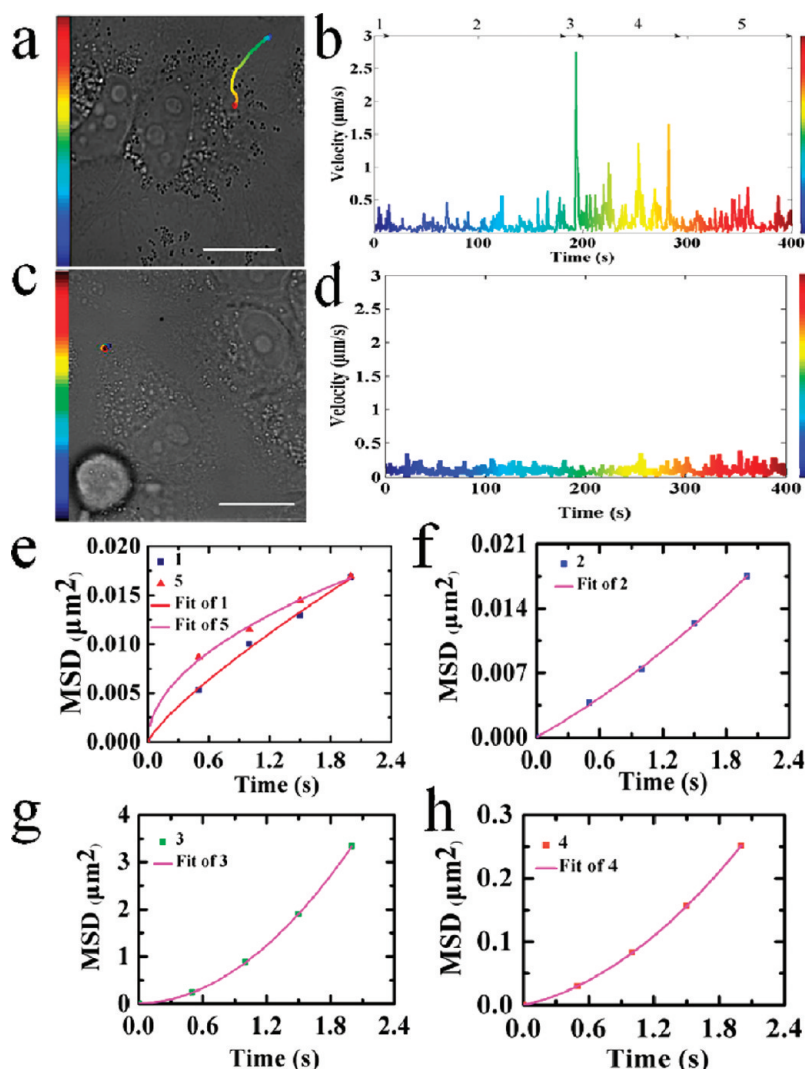 a
b
1 2 3 4 5
Velocity (μm/s)
3
2.5
2
1.5
1
0.5
0 100 200 300 400
Time (s)
c
d
Velocity (μm/s)
3
2.5
2
1.5
1
0.5
0
0 100 200 300 400
Time (s)
e
MSD (μm²)
0.020
0.015
0.010
0.005
0.000
1
5
Fit of 1
Fit of 5
0.0 0.6 1.2 1.8 2.4
Time (s)
f
MSD (μm²)
0.021
0.014
0.007
0.000
2
Fit of 2
0.0 0.6 1.2 1.8 2.4
Time (s)
g
MSD (μm²)
4
3
2
1
0
3
Fit of 3
0.0 0.6 1.2 1.8 2.4
Time (s)
h
MSD (μm²)
0.3
0.2
0.1
0.0
4
Fit of 4
0.0 0.6 1.2 1.8 2.4
Time (s)